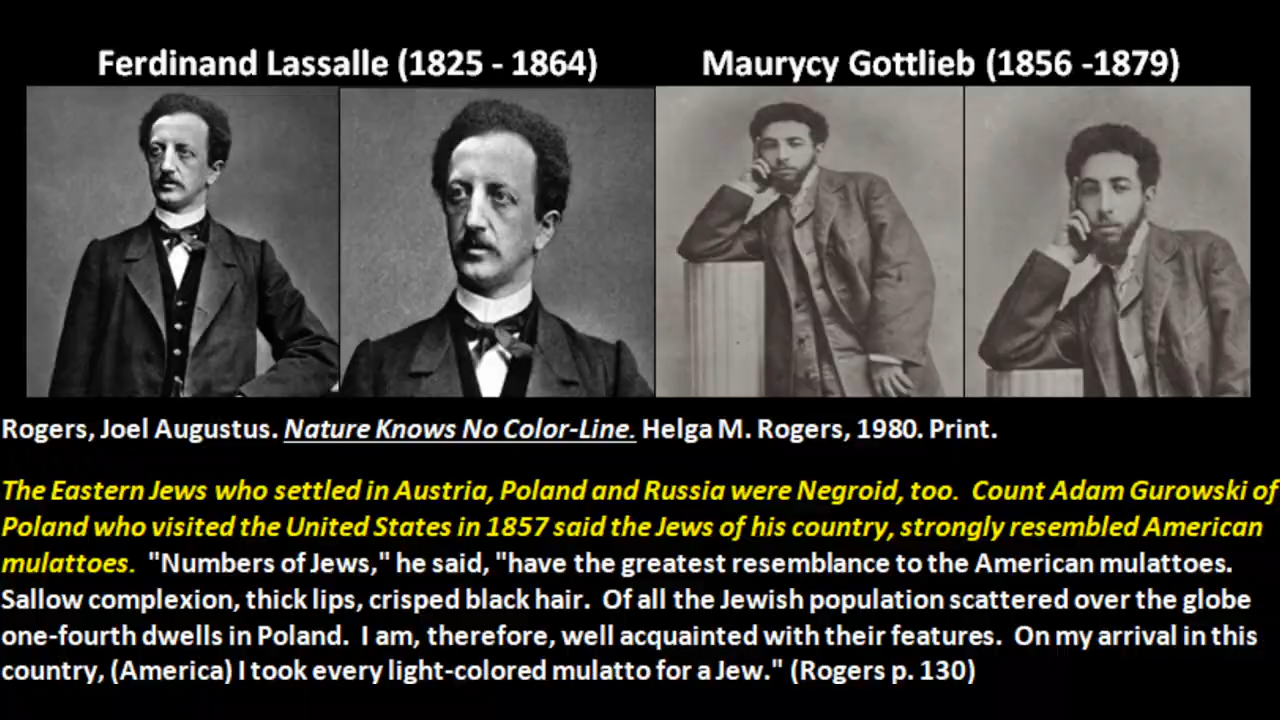 Ferdinand Lassalle (1825 - 1864) Maurycy Gottlieb (1856 -1879)
Rogers, Joel Augustus. Nature Knows No Color-Line. Helga M. Rogers, 1980. Print.
The Eastern Jews who settled in Austria, Poland and Russia were Negroid, too. Count Adam Gurowski of
Poland who visited the United States in 1857 said the Jews of his country, strongly resembled American
mulattoes. "Numbers of Jews," he said, "have the greatest resemblance to the American mulattoes.
Sallow complexion, thick lips, crisped black hair. Of all the Jewish population scattered over the globe
one-fourth dwells in Poland. I am, therefore, well acquainted with their features. On my arrival in this
country, (America) I took every light-colored mulatto for a Jew." (Rogers p. 130)